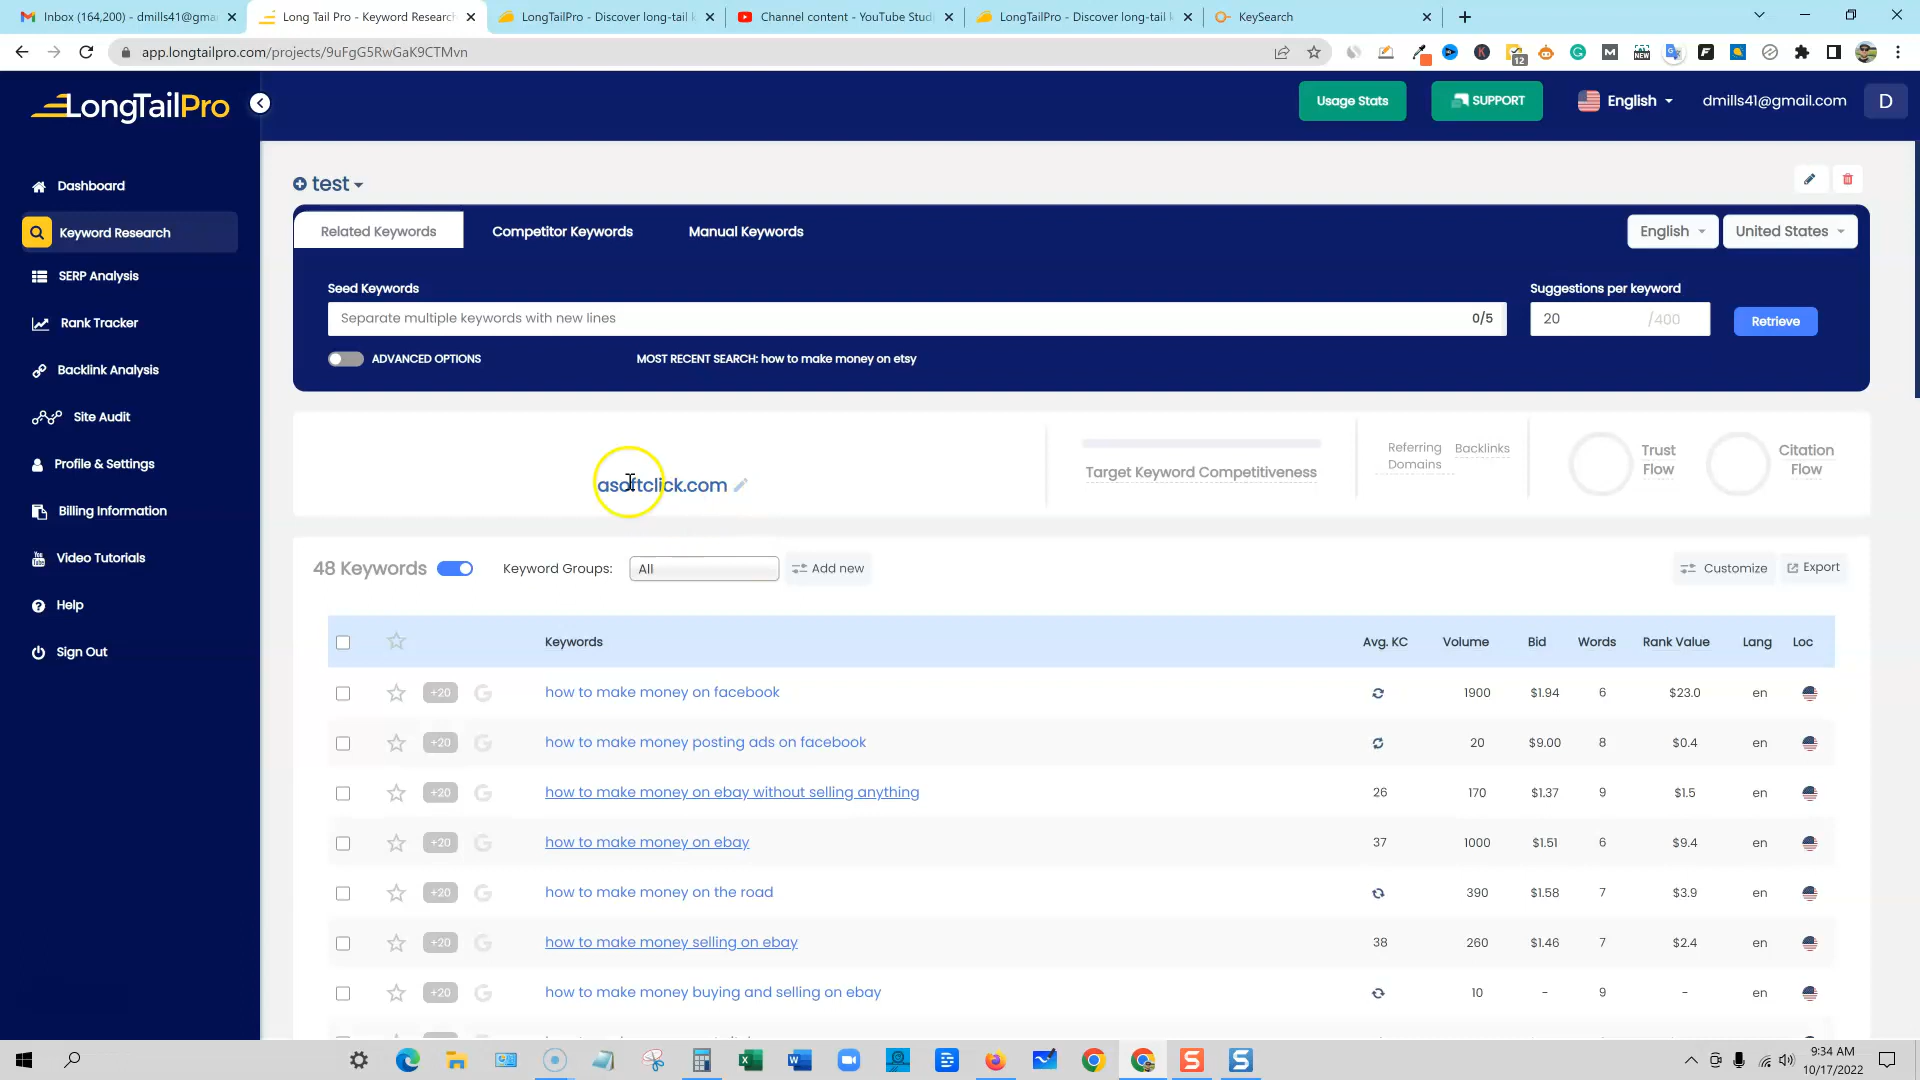 Inbox (164,200) - dmills41@gma
Long Tail Pro - Keyword Research
LongTailPro - Discover long-tail k
Channel content - YouTube Stud
LongTailPro - Discover long-tail k
KeySearch
app.longtailpro.com/projects/9uFgG5RwGaK9CTMvn
12
NEW
LongTailPro
Usage Stats
SUPPORT
English
dmills41@gmail.com
D
Dashboard
Keyword Research
SERP Analysis
Rank Tracker
Backlink Analysis
Site Audit
Profile & Settings
Billing Information
Video Tutorials
Help
Sign Out
test
Related Keywords
Competitor Keywords
Manual Keywords
English
United States
Seed Keywords
Suggestions per keyword
Separate multiple keywords with new lines
0/5
20
/400
Retrieve
ADVANCED OPTIONS
MOST RECENT SEARCH: how to make money on etsy
asoftclick.com
Target Keyword Competitiveness
Referring Domains
Backlinks
Trust Flow
Citation Flow
48 Keywords
Keyword Groups:
All
Add new
Customize
Export
Keywords Avg. KC Volume Bid Words Rank Value Lang Loc
+20 how to make money on facebook 1900 $1.94 6 $23.0 en
+20 how to make money posting ads on facebook 20 $9.00 8 $0.4 en
+20 how to make money on ebay without selling anything 26 170 $1.37 9 $1.5 en
+20 how to make money on ebay 37 1000 $1.51 6 $9.4 en
+20 how to make money on the road 390 $1.58 7 $3.9 en
+20 how to make money selling on ebay 38 260 $1.46 7 $2.4 en
+20 how to make money buying and selling on ebay 10 - 9 - en
9:34 AM
10/17/2022